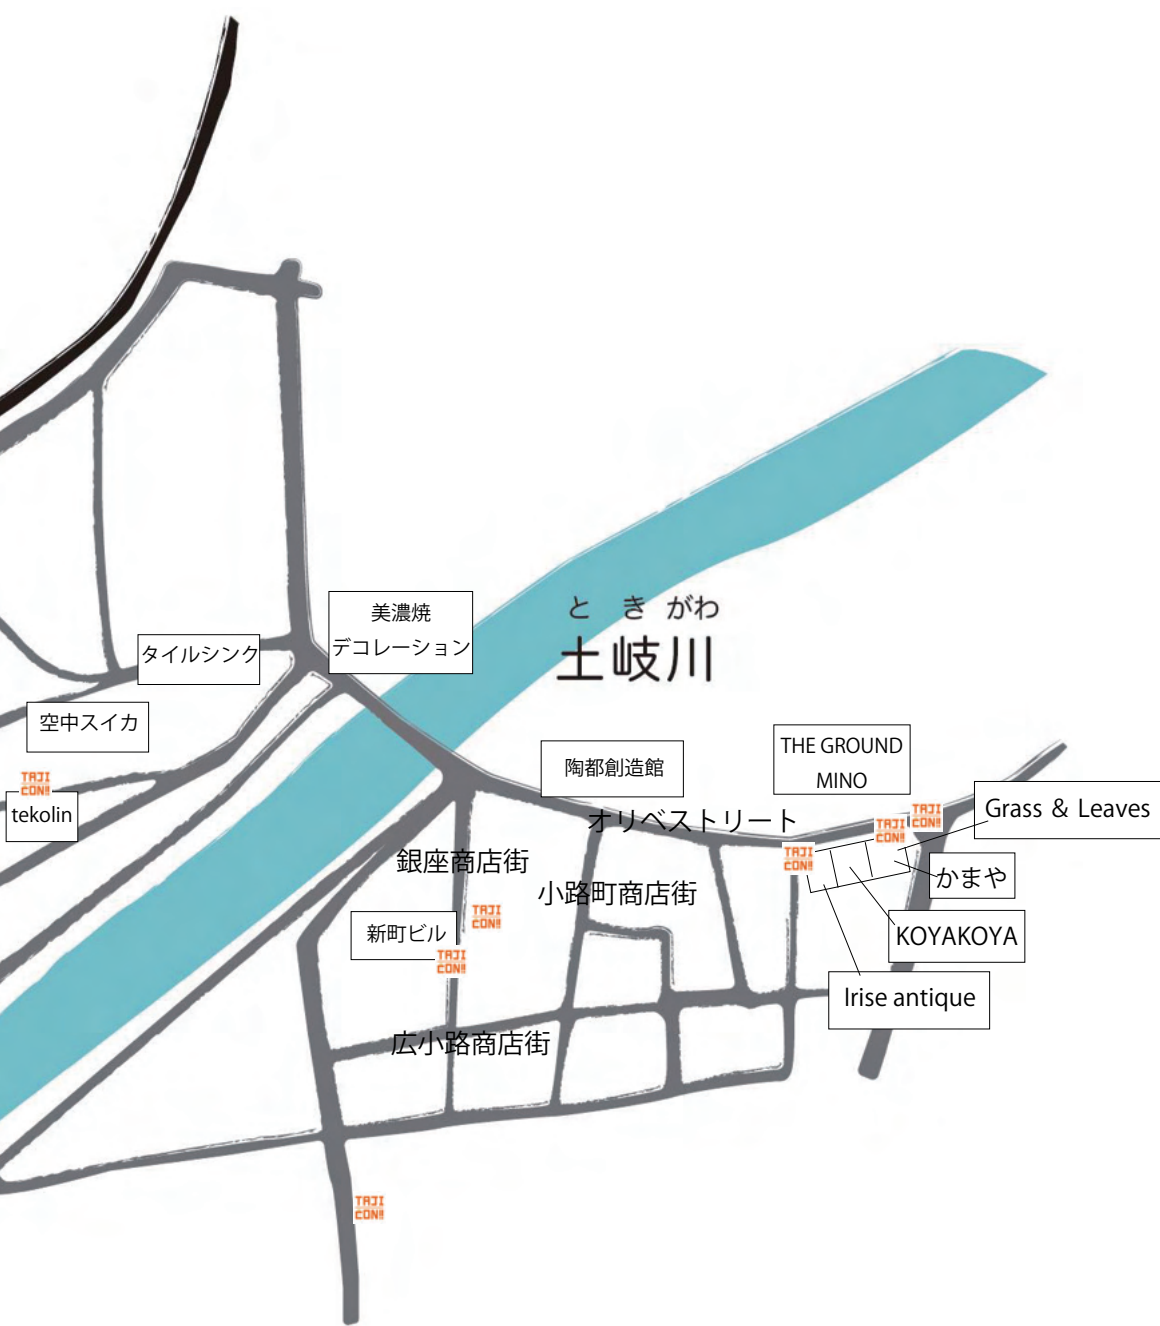 と き がわ
土岐川
美濃焼
デコレーション
タイルシンク
空中スイカ
TAJI
CON!!
tekolin
陶都創造館
THE GROUND
MINO
オリベストリート
TAJI
CON!!
TAJI
CON!!
TAJI
CON!!
Grass & Leaves
かまや
KOYAKOYA
Irise antique
銀座商店街
小路町商店街
新町ビル
TAJI
CON!!
TAJI
CON!!
広小路商店街
TAJI
CON!!